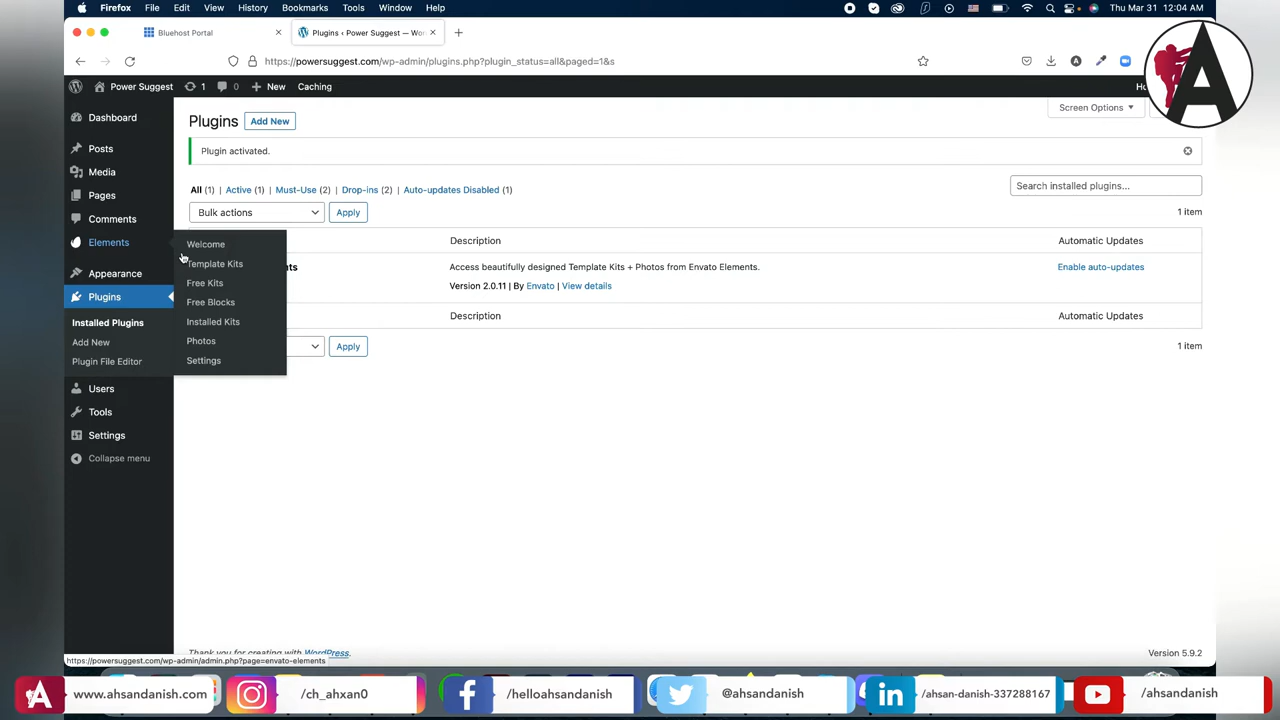 Firefox File Edit View History Bookmarks Tools Window Help Thu Mar 31 12:04 AM
Bluehost Portal
Plugins ‹ Power Suggest — Wor
https://powersuggest.com/wp-admin/plugins.php?plugin_status=all&paged=1&s
Power Suggest 1 0 New Caching
Dashboard
Posts
Media
Pages
Comments
Elements
Appearance
Plugins
Installed Plugins
Add New
Plugin File Editor
Users
Tools
Settings
Collapse menu
Welcome
Template Kits
Free Kits
Free Blocks
Installed Kits
Photos
Settings
Screen Options
Plugins Add New
Plugin activated.
All (1) | Active (1) | Must-Use (2) | Drop-ins (2) | Auto-updates Disabled (1)
Search installed plugins...
Bulk actions Apply
1 item
Description Automatic Updates
Access beautifully designed Template Kits + Photos from Envato Elements.
Enable auto-updates
Version 2.0.11 | By Envato | View details
Description Automatic Updates
Apply
1 item
Thank you for creating with WordPress.
Version 5.9.2
https://powersuggest.com/wp-admin/admin.php?page=envato-elements
www.ahsandanish.com
/ch_ahxan0
/helloahsandanish
@ahsandanish
/ahsan-danish-337288167
/ahsandanish